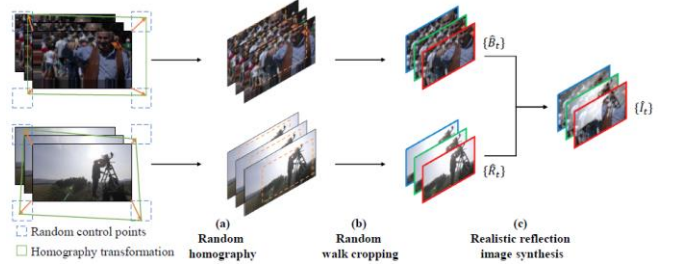 {B̂ₜ}
{Îₜ}
{R̂ₜ}
Random control points
Homography transformation
(a)
Random
homography
(b)
Random
walk cropping
(c)
Realistic reflection
image synthesis